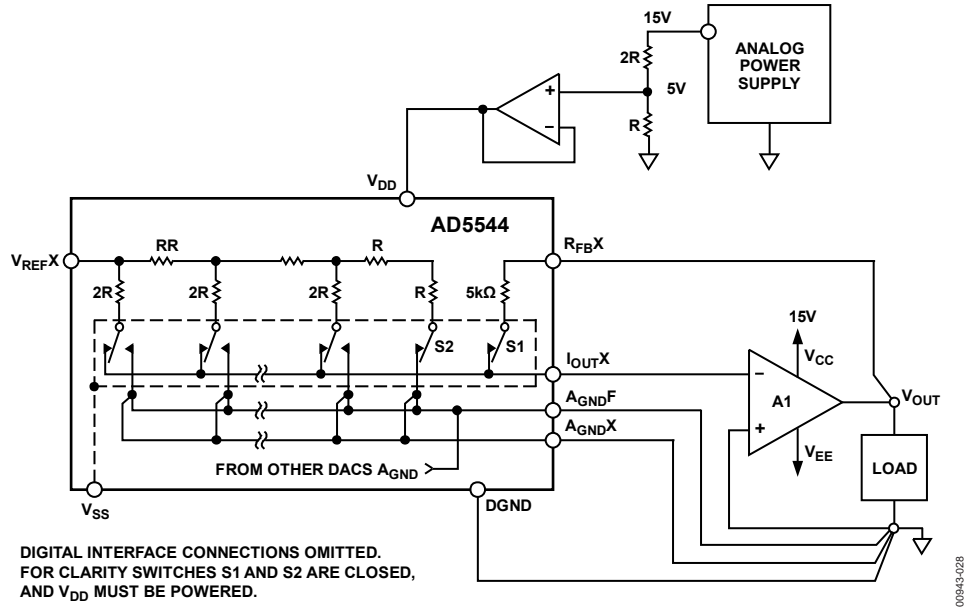 15V
ANALOG
POWER
SUPPLY
2R
+
5V
−
R
VDD
AD5544
VREFX
RR
R
RFBX
2R
2R
2R
R
5kΩ
S2
S1
15V
IOUTX
VCC
−
A1
VOUT
AGNDF
+
AGNDX
VEE
LOAD
FROM OTHER DACS AGND
VSS
DGND
DIGITAL INTERFACE CONNECTIONS OMITTED.
FOR CLARITY SWITCHES S1 AND S2 ARE CLOSED,
AND VDD MUST BE POWERED.
00943-028